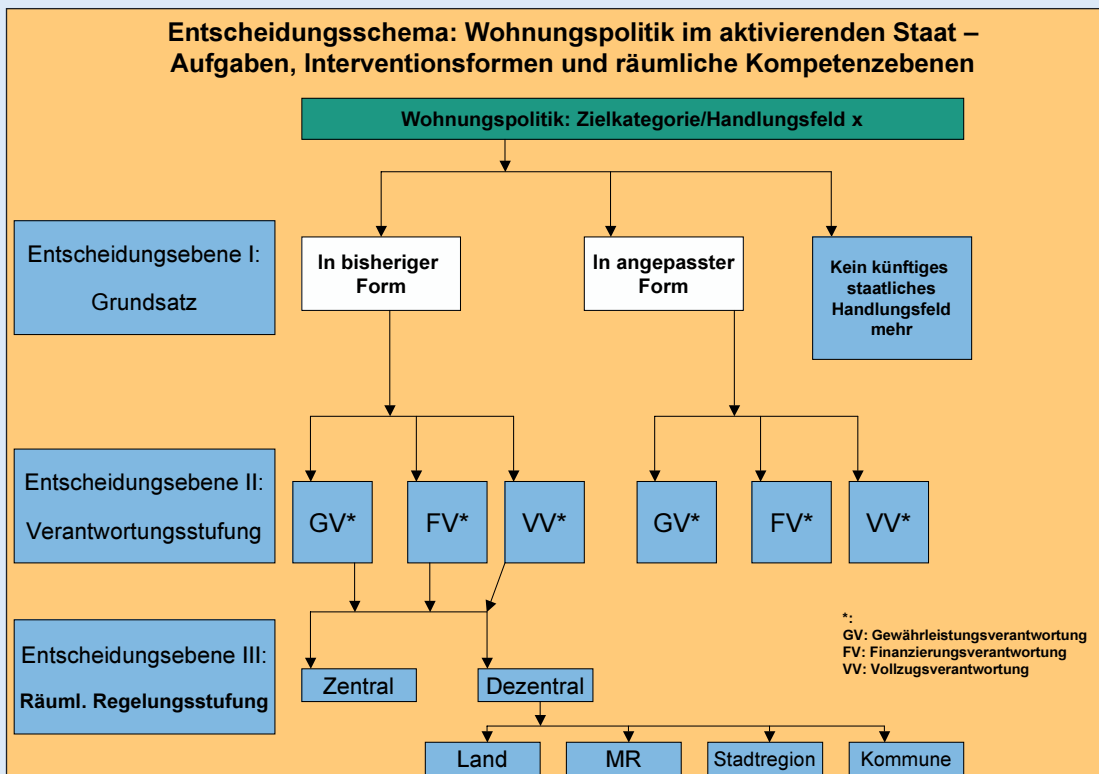 Entscheidungsschema: Wohnungspolitik im aktivierenden Staat –
Aufgaben, Interventionsformen und räumliche Kompetenzebenen
Wohnungspolitik: Zielkategorie/Handlungsfeld x
Entscheidungsebene I:
Grundsatz
In bisheriger
Form
In angepasster
Form
Kein künftiges
staatliches
Handlungsfeld
mehr
Entscheidungsebene II:
Verantwortungsstufung
GV*
FV*
VV*
GV*
FV*
VV*
Entscheidungsebene III:
Räuml. Regelungsstufung
Zentral
Dezentral
*:
GV: Gewährleistungsverantwortung
FV: Finanzierungsverantwortung
VV: Vollzugsverantwortung
Land
MR
Stadtregion
Kommune